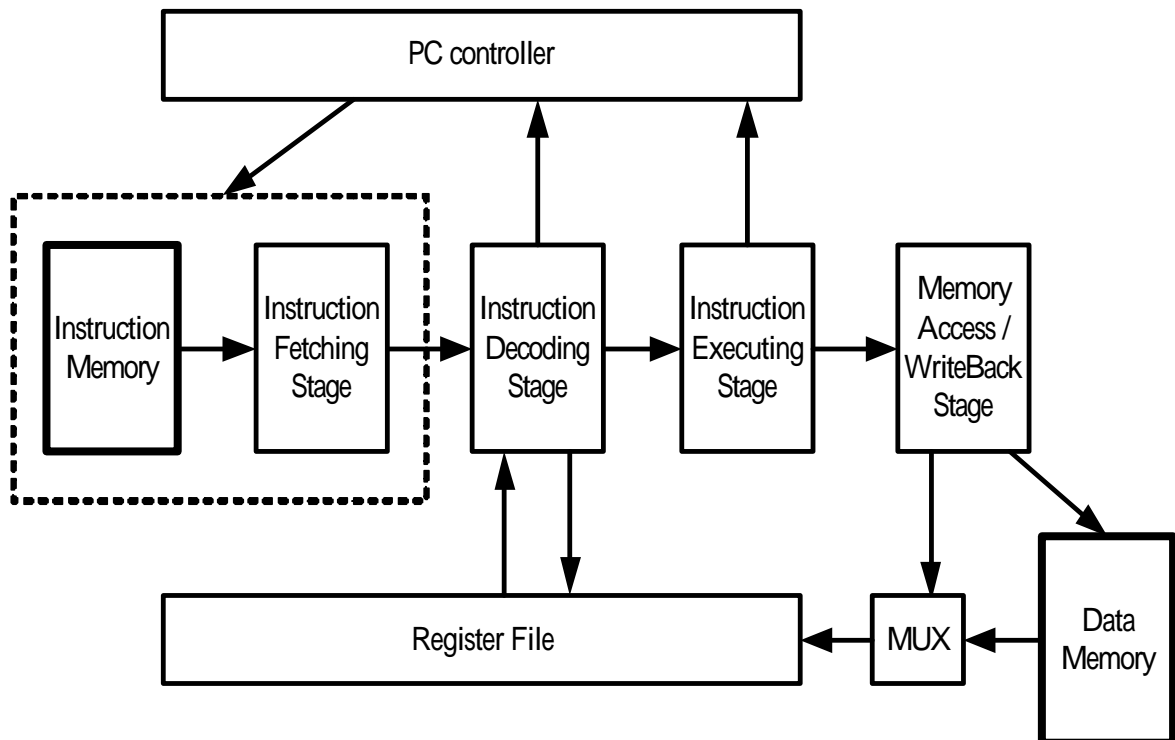 PC controller
Instruction
Memory
Instruction
Fetching
Stage
Instruction
Decoding
Stage
Instruction
Executing
Stage
Memory
Access /
WriteBack
Stage
Register File
MUX
Data
Memory